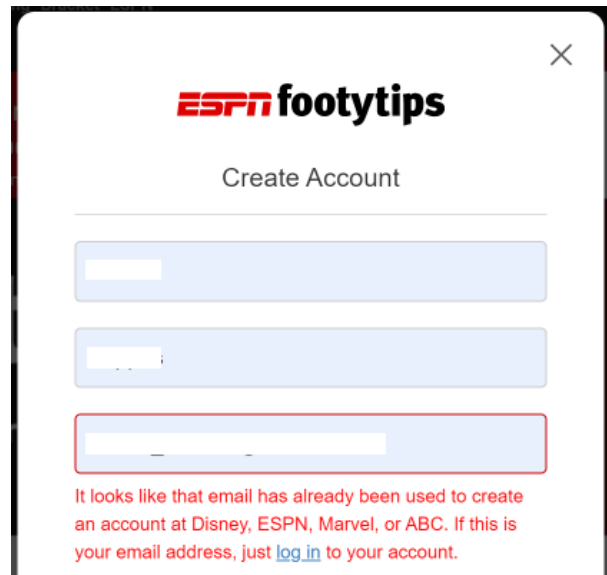 ESPN footytips
Create Account
It looks like that email has already been used to create
an account at Disney, ESPN, Marvel, or ABC. If this is
your email address, just log in to your account.